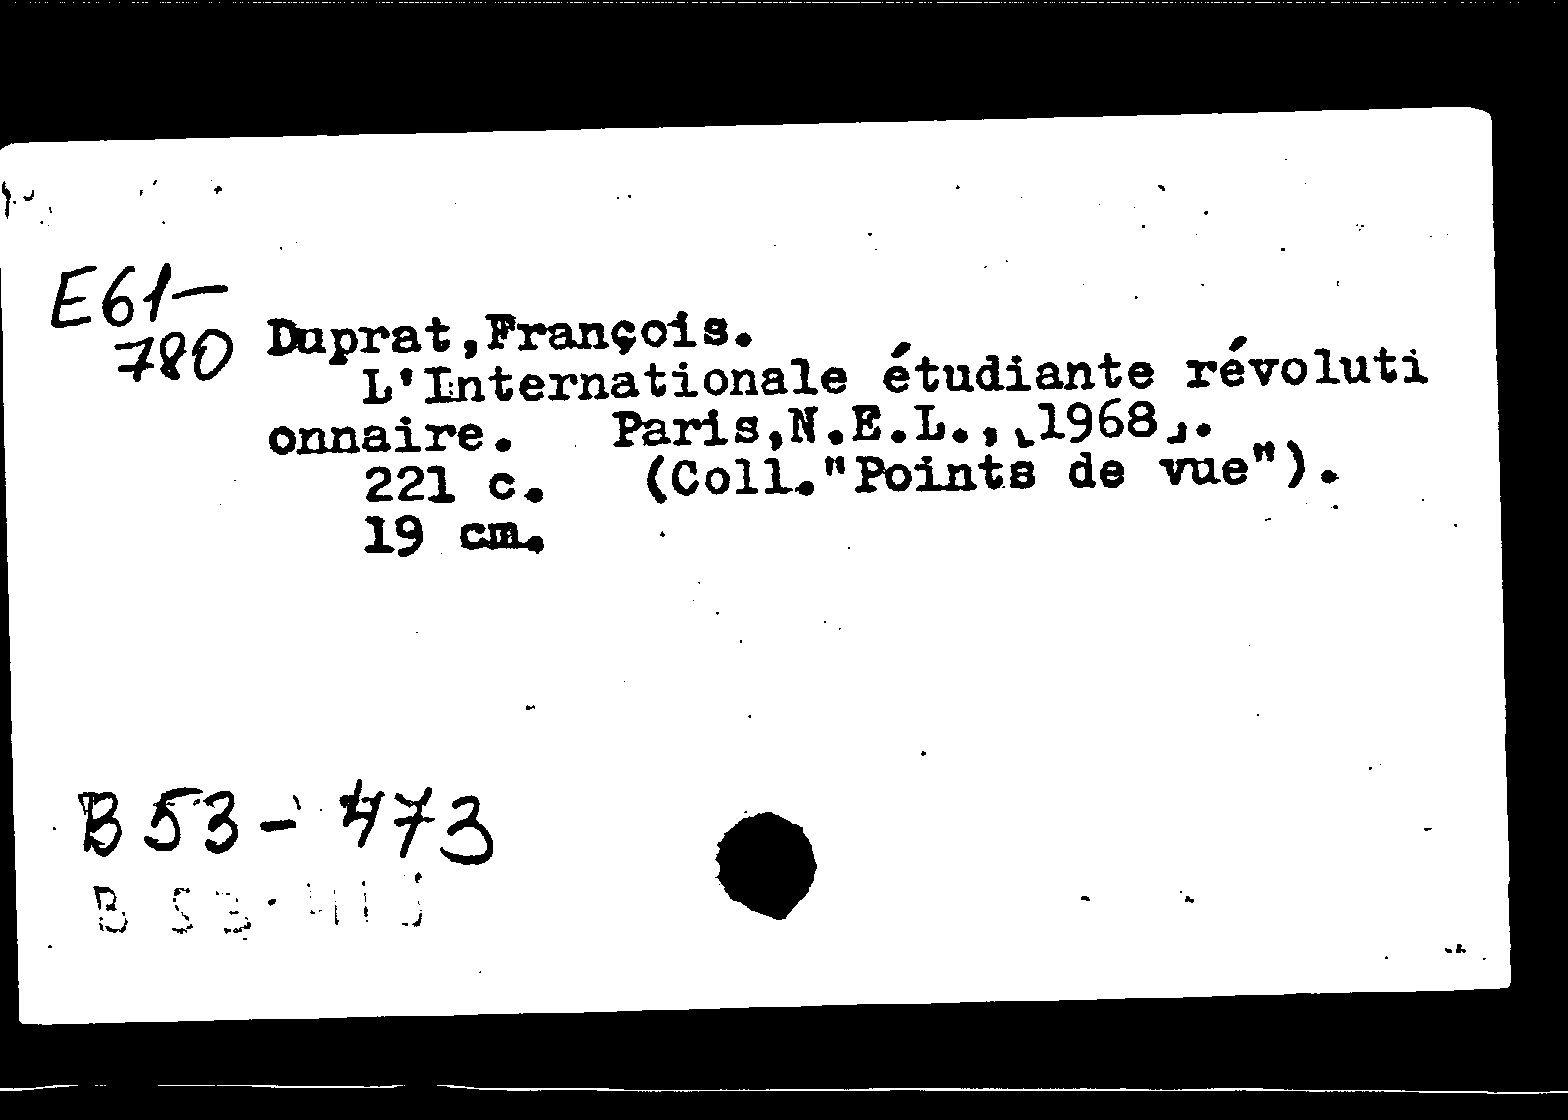 E61-
780
Duprat,François.
L'Internationale étudiante révoluti
onnaire. Paris,N.E.L.,[1968].
221 c. (Coll."Points de vue").
19 cm.
B 53-473